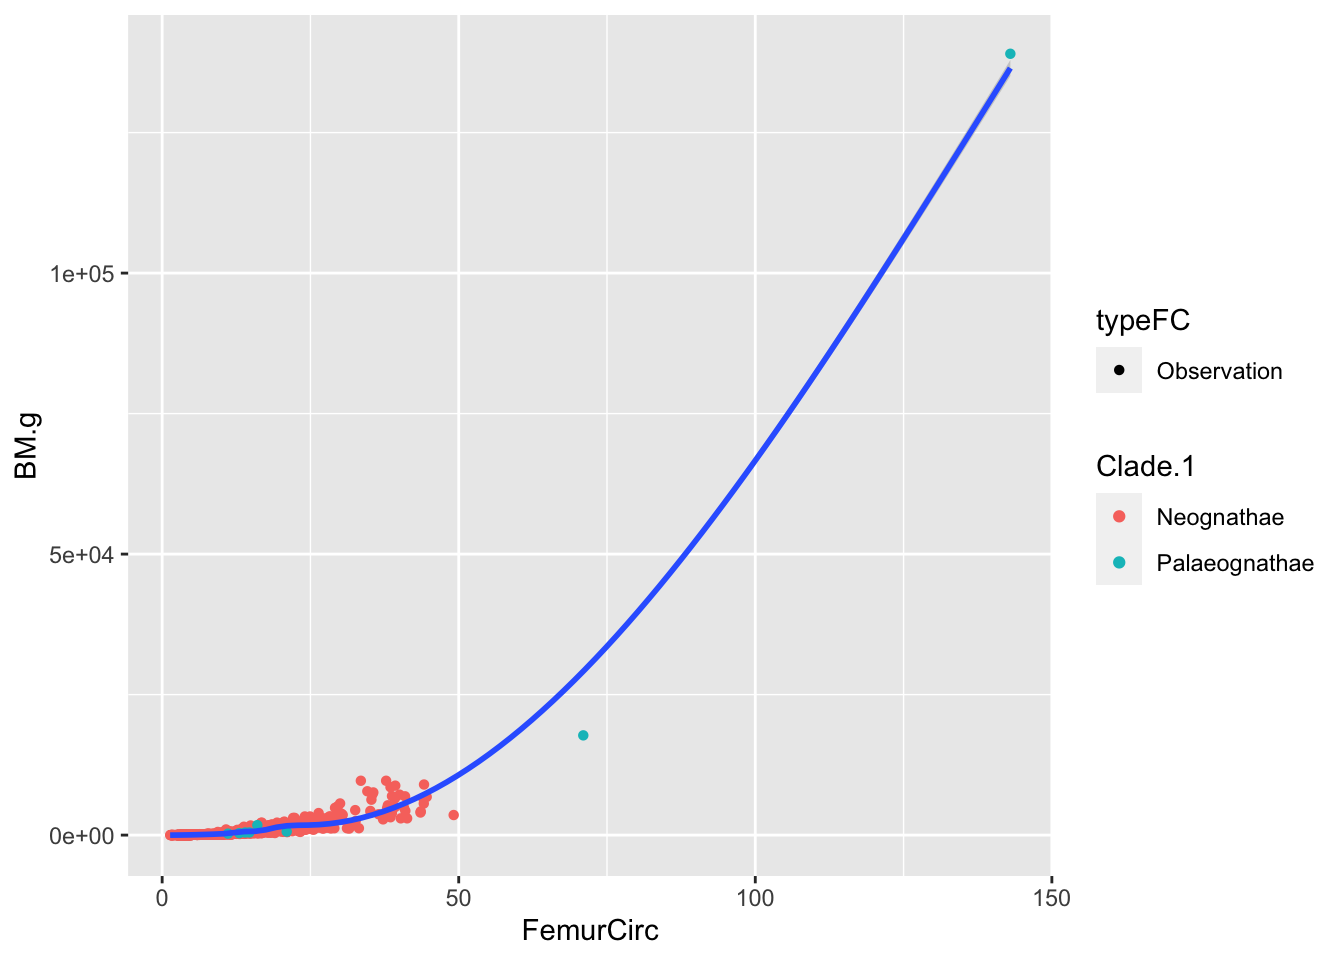 BM.g
1e+05
5e+04
0e+00
0
50
100
150
FemurCirc
typeFC
Observation
Clade.1
Neognathae
Palaeognathae